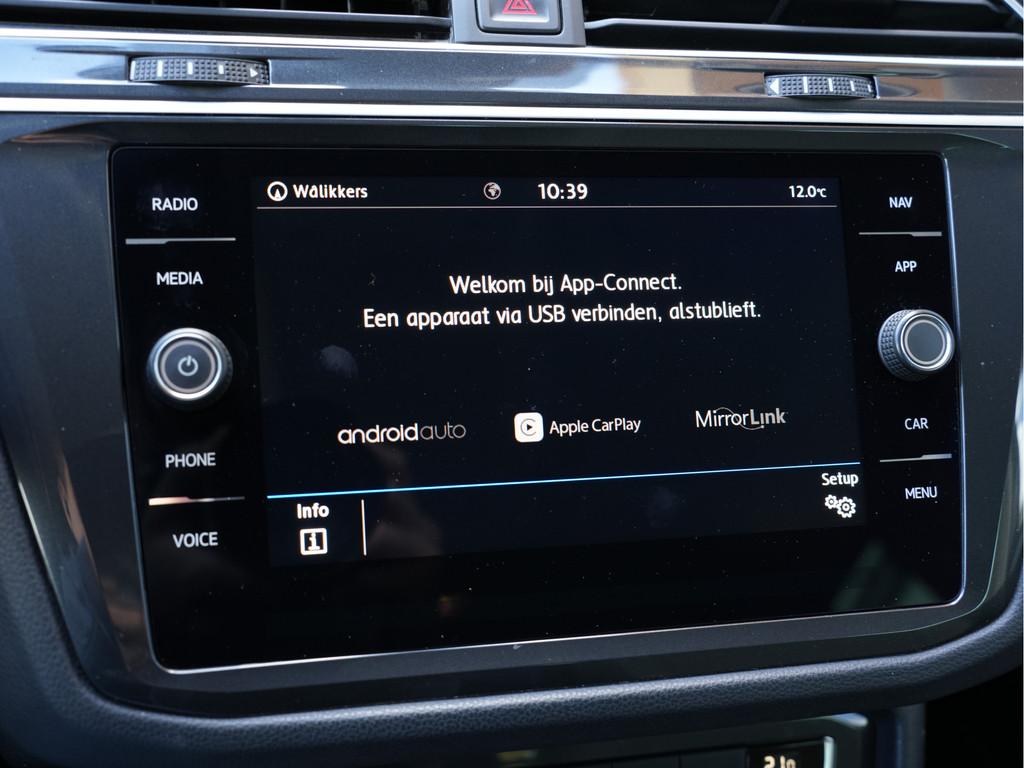 RADIO
MEDIA
PHONE
VOICE
Wâlikkers
10:39
12.0°C
Welkom bij App-Connect.
Een apparaat via USB verbinden, alstublieft.
androidauto
Apple CarPlay
MirrorLink
Info
i
Setup
NAV
APP
CAR
MENU